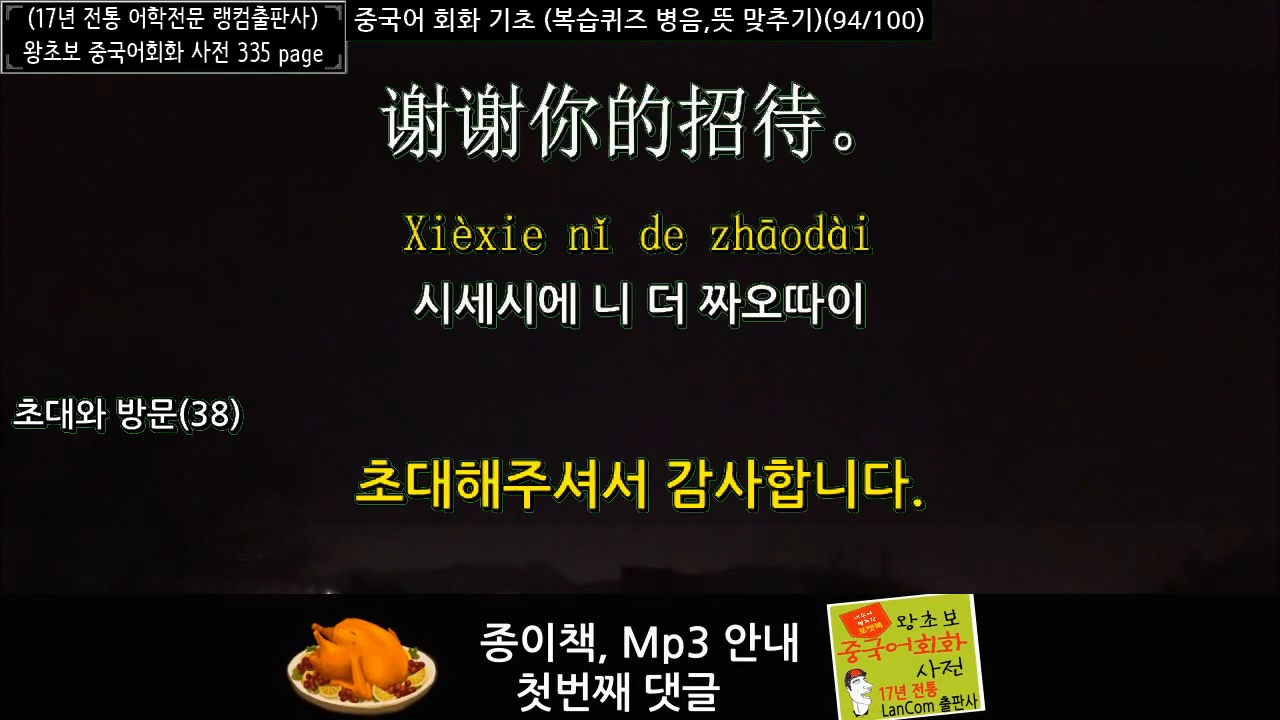 (17년 전통 어학전문 랭컴출판사)
왕초보 중국어회화 사전 335 page
중국어 회화 기초 (복습퀴즈 병음,뜻 맞추기)(94/100)
谢谢你的招待。
Xièxie nǐ de zhāodài
시세시에 니 더 짜오따이
초대와 방문(38)
초대해주셔서 감사합니다.
종이책, Mp3 안내
첫번째 댓글
왕초보
중국어회화
사전
17년 전통
LanCom 출판사